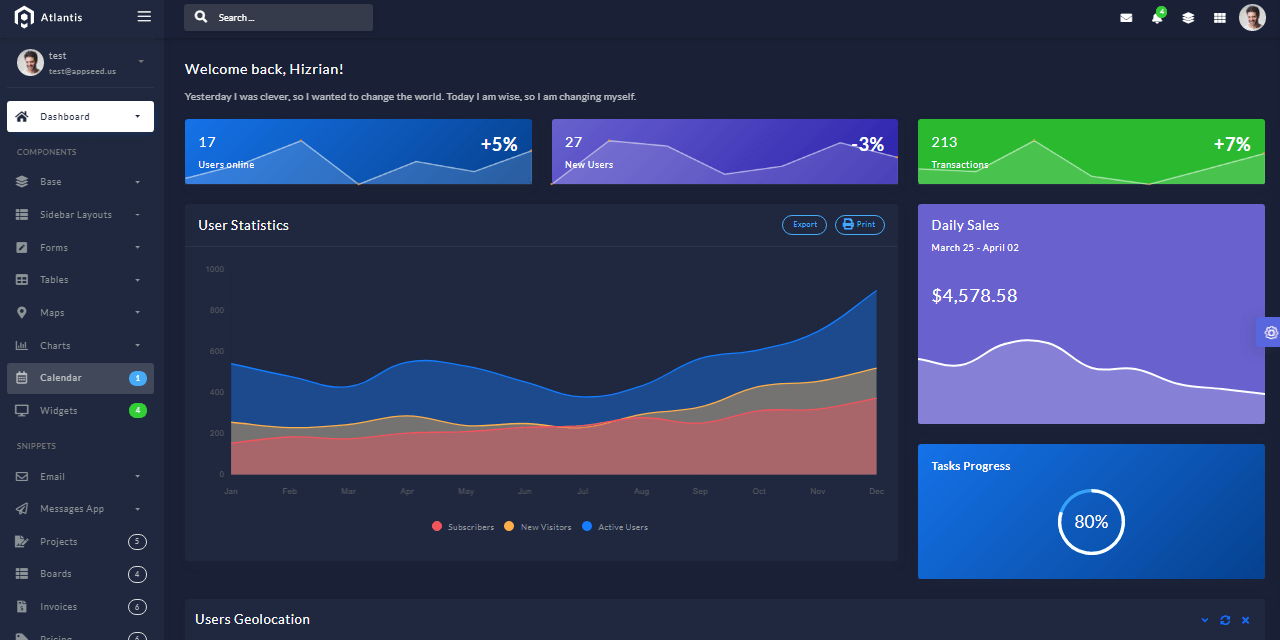 Atlantis
Search...
4
test
test@appseed.us
Dashboard
COMPONENTS
Base
Sidebar Layouts
Forms
Tables
Maps
Charts
Calendar
1
Widgets
4
SNIPPETS
Email
Messages App
Projects
5
Boards
4
Invoices
6
Pricing
6
Welcome back, Hizrian!
Yesterday I was clever, so I wanted to change the world. Today I am wise, so I am changing myself.
17
+5%
Users online
27
-3%
New Users
213
+7%
Transactions
User Statistics
Export
Print
1000
800
600
400
200
0
Jan
Feb
Mar
Apr
May
Jun
Jul
Aug
Sep
Oct
Nov
Dec
Subscribers
New Visitors
Active Users
Daily Sales
March 25 - April 02
$4,578.58
Tasks Progress
80%
Users Geolocation